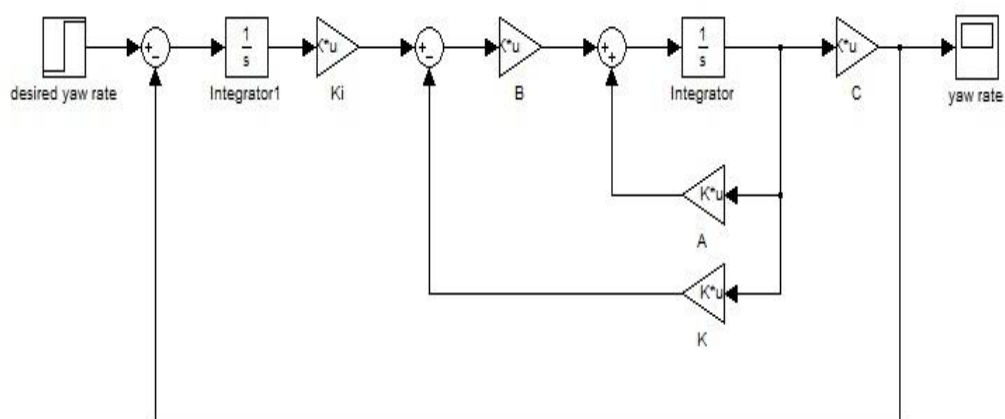 +
−
1
s
K*u
+
−
K*u
+
+
1
s
K*u
desired yaw rate
Integrator1
Ki
B
Integrator
C
yaw rate
K*u
A
K*u
K